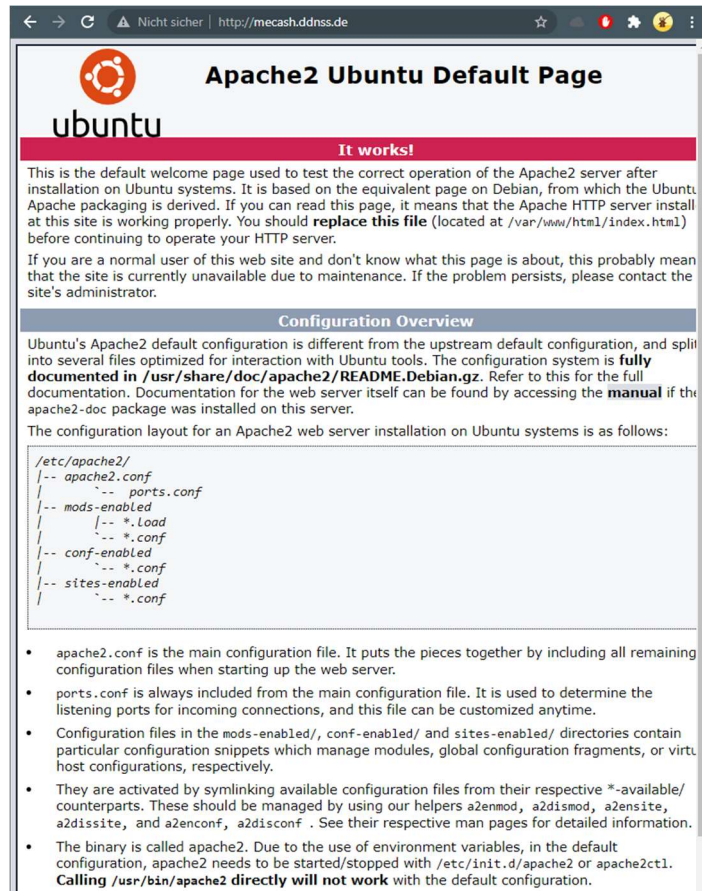 Nicht sicher | http://mecash.ddnss.de
Apache2 Ubuntu Default Page
ubuntu
It works!
This is the default welcome page used to test the correct operation of the Apache2 server after
installation on Ubuntu systems. It is based on the equivalent page on Debian, from which the Ubuntu
Apache packaging is derived. If you can read this page, it means that the Apache HTTP server install
at this site is working properly. You should replace this file (located at /var/www/html/index.html)
before continuing to operate your HTTP server.
If you are a normal user of this web site and don't know what this page is about, this probably mean
that the site is currently unavailable due to maintenance. If the problem persists, please contact the
site's administrator.
Configuration Overview
Ubuntu's Apache2 default configuration is different from the upstream default configuration, and split
into several files optimized for interaction with Ubuntu tools. The configuration system is fully
documented in /usr/share/doc/apache2/README.Debian.gz. Refer to this for the full
documentation. Documentation for the web server itself can be found by accessing the manual if the
apache2-doc package was installed on this server.
The configuration layout for an Apache2 web server installation on Ubuntu systems is as follows:
/etc/apache2/
|-- apache2.conf
|       `--  ports.conf
|-- mods-enabled
|       |-- *.load
|       `-- *.conf
|-- conf-enabled
|       `-- *.conf
|-- sites-enabled
|       `-- *.conf
• apache2.conf is the main configuration file. It puts the pieces together by including all remaining
configuration files when starting up the web server.
• ports.conf is always included from the main configuration file. It is used to determine the
listening ports for incoming connections, and this file can be customized anytime.
• Configuration files in the mods-enabled/, conf-enabled/ and sites-enabled/ directories contain
particular configuration snippets which manage modules, global configuration fragments, or virtu
host configurations, respectively.
• They are activated by symlinking available configuration files from their respective *-available/
counterparts. These should be managed by using our helpers a2enmod, a2dismod, a2ensite,
a2dissite, and a2enconf, a2disconf . See their respective man pages for detailed information.
• The binary is called apache2. Due to the use of environment variables, in the default
configuration, apache2 needs to be started/stopped with /etc/init.d/apache2 or apache2ctl.
Calling /usr/bin/apache2 directly will not work with the default configuration.